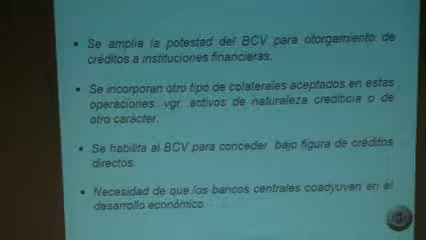 Se amplia la potestad del BCV para otorgamiento de
créditos a instituciones financieras.
Se incorporan otro tipo de colaterales aceptados en estas
operaciones vgr. activos de naturaleza crediticia o de
otro carácter.
Se habilita al BCV para conceder bajo figura de créditos
directos.
Necesidad de que los bancos centrales coadyuven en el
desarrollo económico.